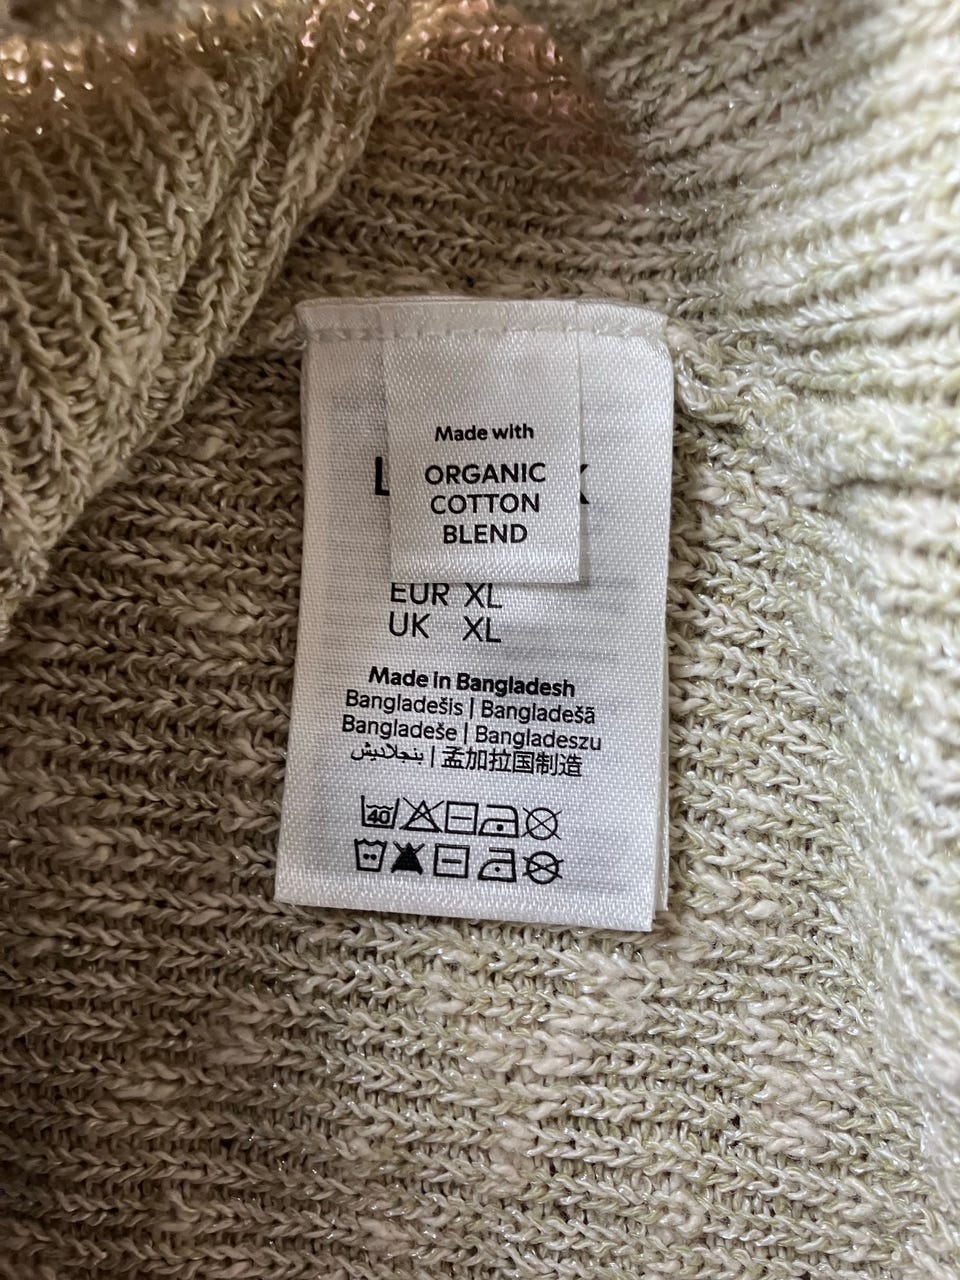 Made with
ORGANIC
COTTON
BLEND
EUR XL
UK XL
Made in Bangladesh
Bangladešis | Bangladešā
Bangladeše | Bangladeszu
بنجلاديش | 孟加拉国制造
40